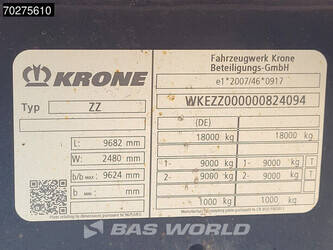 70275610
KRONE
Typ ZZ
L: 9682 mm
W: 2480 mm
b/b max: 9624 mm
b: mm
Fahrzeugwerk Krone
Beteiligungs-GmbH
e1*2007/46*0917
WKEZZ000000824094
(DE)
18000 kg 18000 kg
1- 9000 kg 1- 9000 kg T
2- 9000 kg 2- 9000 kg T
1000 kg 1000 kg
BAS WORLD